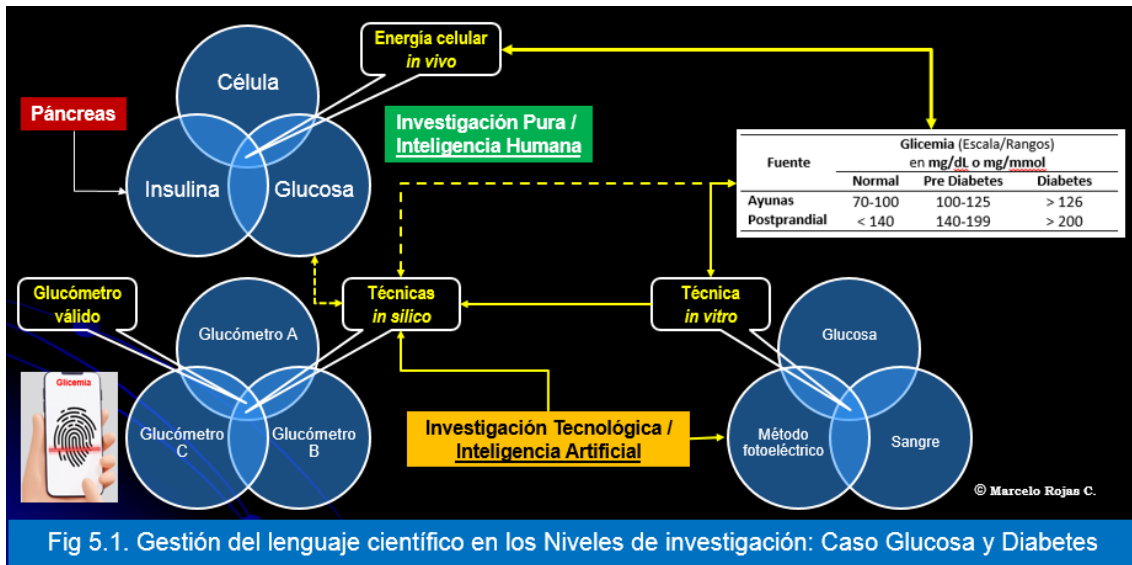 Energía celular
in vivo
Célula
Páncreas
Insulina
Glucosa
Investigación Pura /
Inteligencia Humana
Glicemia (Escala/Rangos)
en mg/dL o mg/mmol
Fuente
Normal Pre Diabetes Diabetes
Ayunas 70-100 100-125 > 126
Postprandial < 140 140-199 > 200
Glucómetro
válido
Glucómetro A
Glucómetro
C
Glucómetro
B
Técnicas
in silico
Técnica
in vitro
Glicemia
Investigación Tecnológica /
Inteligencia Artificial
Glucosa
Método
fotoeléctrico
Sangre
© Marcelo Rojas C.
Fig 5.1. Gestión del lenguaje científico en los Niveles de investigación: Caso Glucosa y Diabetes